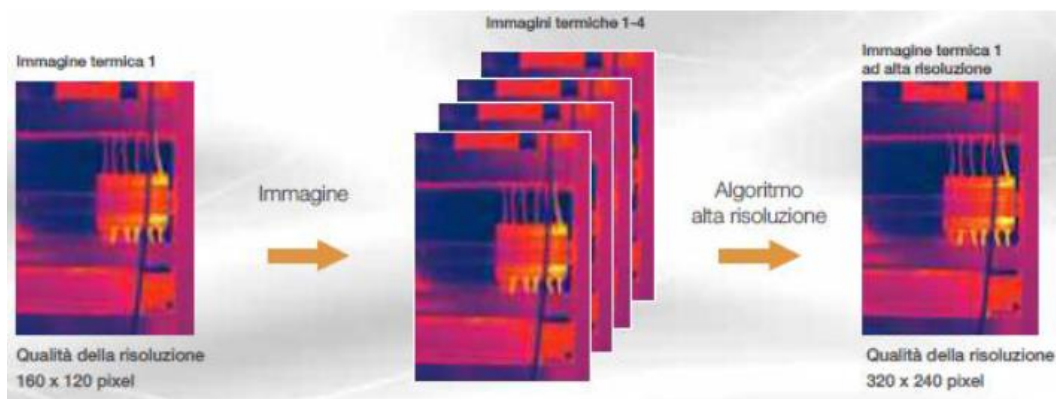 Immagine termica 1
Qualità della risoluzione
160 x 120 pixel
Immagine
Immagini termiche 1-4
Algoritmo
alta risoluzione
Immagine termica 1
ad alta risoluzione
Qualità della risoluzione
320 x 240 pixel